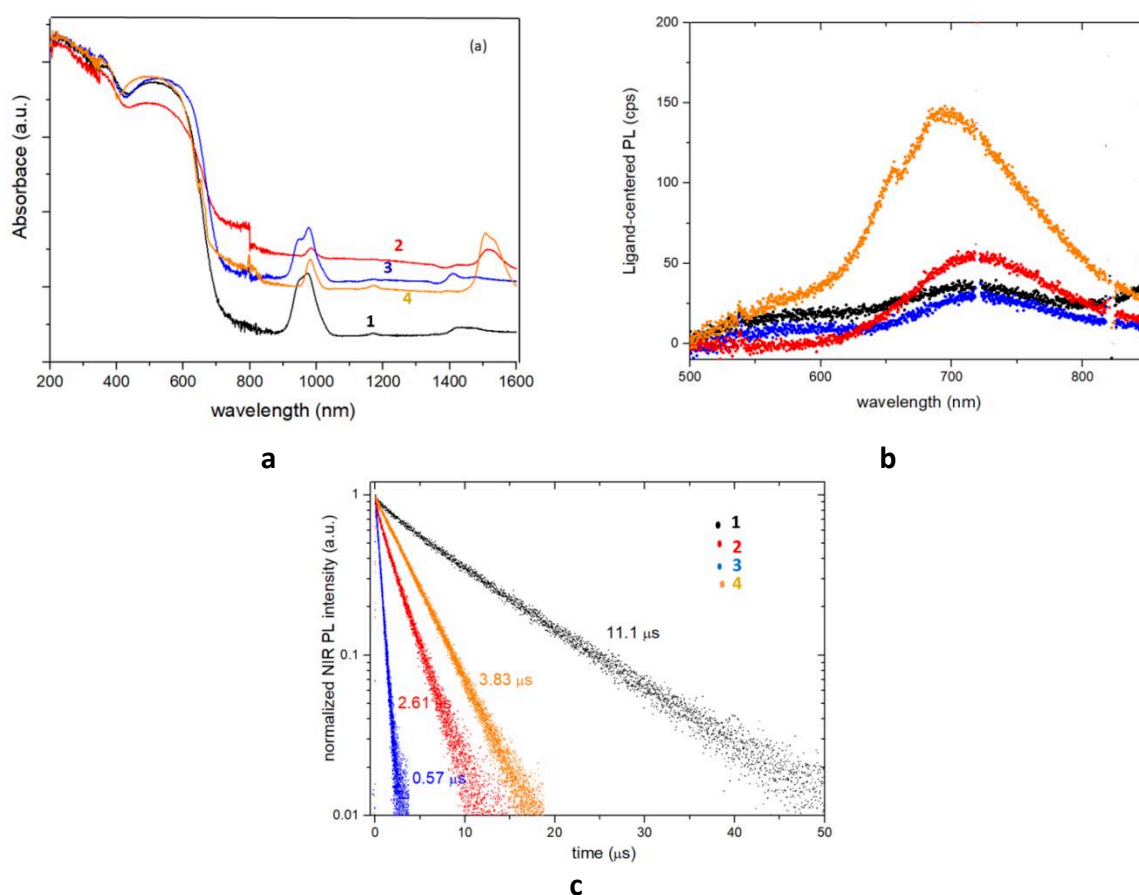 (a)
Absorbace (a.u.)
2
3
4
1
200 400 600 800 1000 1200 1400 1600
wavelength (nm)
a
200
150
100
50
0
Ligand-centered PL (cps)
500 600 700 800
wavelength (nm)
b
1
0.1
0.01
normalized NIR PL intensity (a.u.)
1
2
3
4
11.1 μs
3.83 μs
2.61 μs
0.57 μs
0 10 20 30 40 50
time (μs)
c